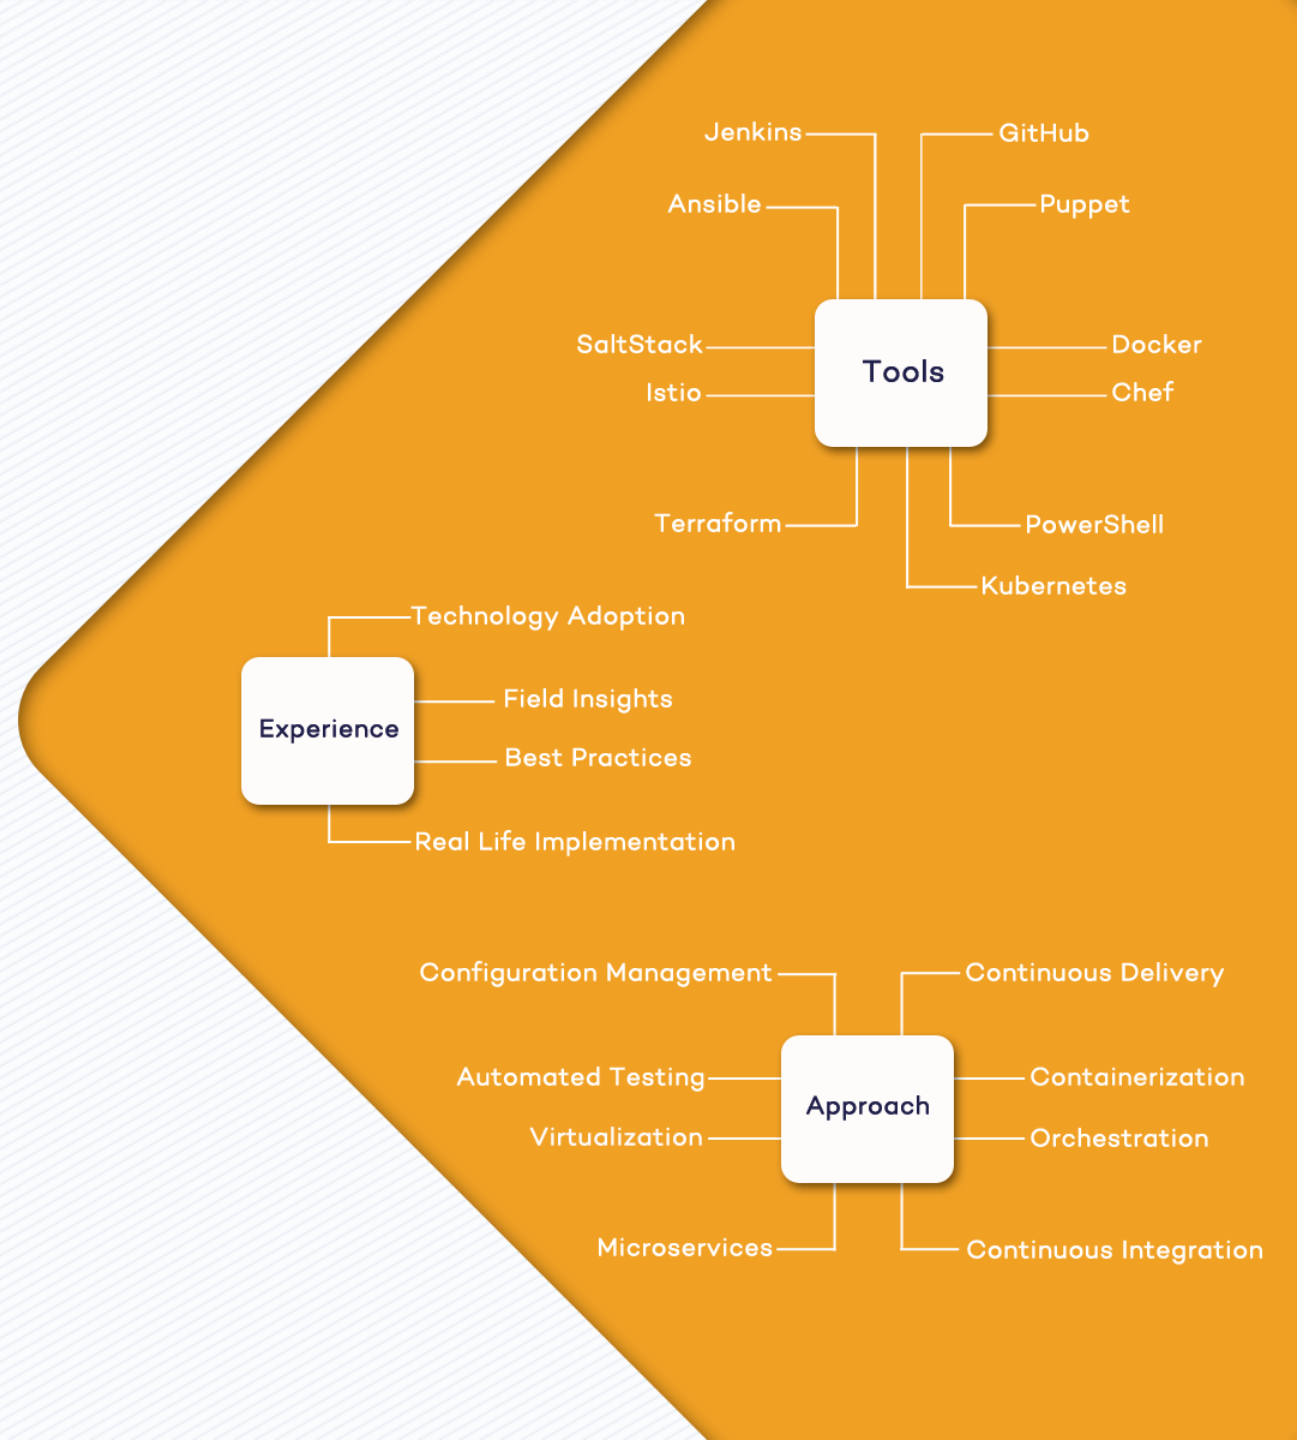 Jenkins
GitHub
Ansible
Puppet
SaltStack
Docker
Tools
Istio
Chef
Terraform
PowerShell
Kubernetes
Technology Adoption
Field Insights
Experience
Best Practices
Real Life Implementation
Configuration Management
Continuous Delivery
Automated Testing
Containerization
Approach
Virtualization
Orchestration
Microservices
Continuous Integration